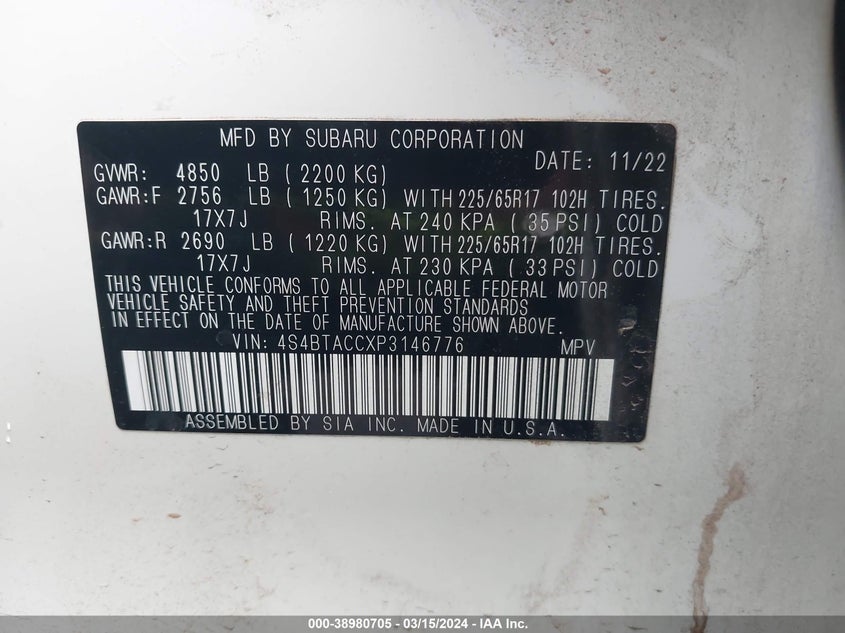 MFD BY SUBARU CORPORATION
DATE: 11/22
GVWR: 4850 LB ( 2200 KG)
GAWR:F 2756 LB ( 1250 KG) WITH 225/65R17 102H TIRES.
17X7J RIMS. AT 240 KPA ( 35 PSI) COLD
GAWR:R 2690 LB ( 1220 KG) WITH 225/65R17 102H TIRES.
17X7J RIMS. AT 230 KPA ( 33 PSI) COLD
THIS VEHICLE CONFORMS TO ALL APPLICABLE FEDERAL MOTOR
VEHICLE SAFETY AND THEFT PREVENTION STANDARDS
IN EFFECT ON THE DATE OF MANUFACTURE SHOWN ABOVE.
VIN: 4S4BTACCXP3146776 MPV
ASSEMBLED BY SIA INC. MADE IN U.S.A.
000-38980705 - 03/15/2024 - IAA Inc.